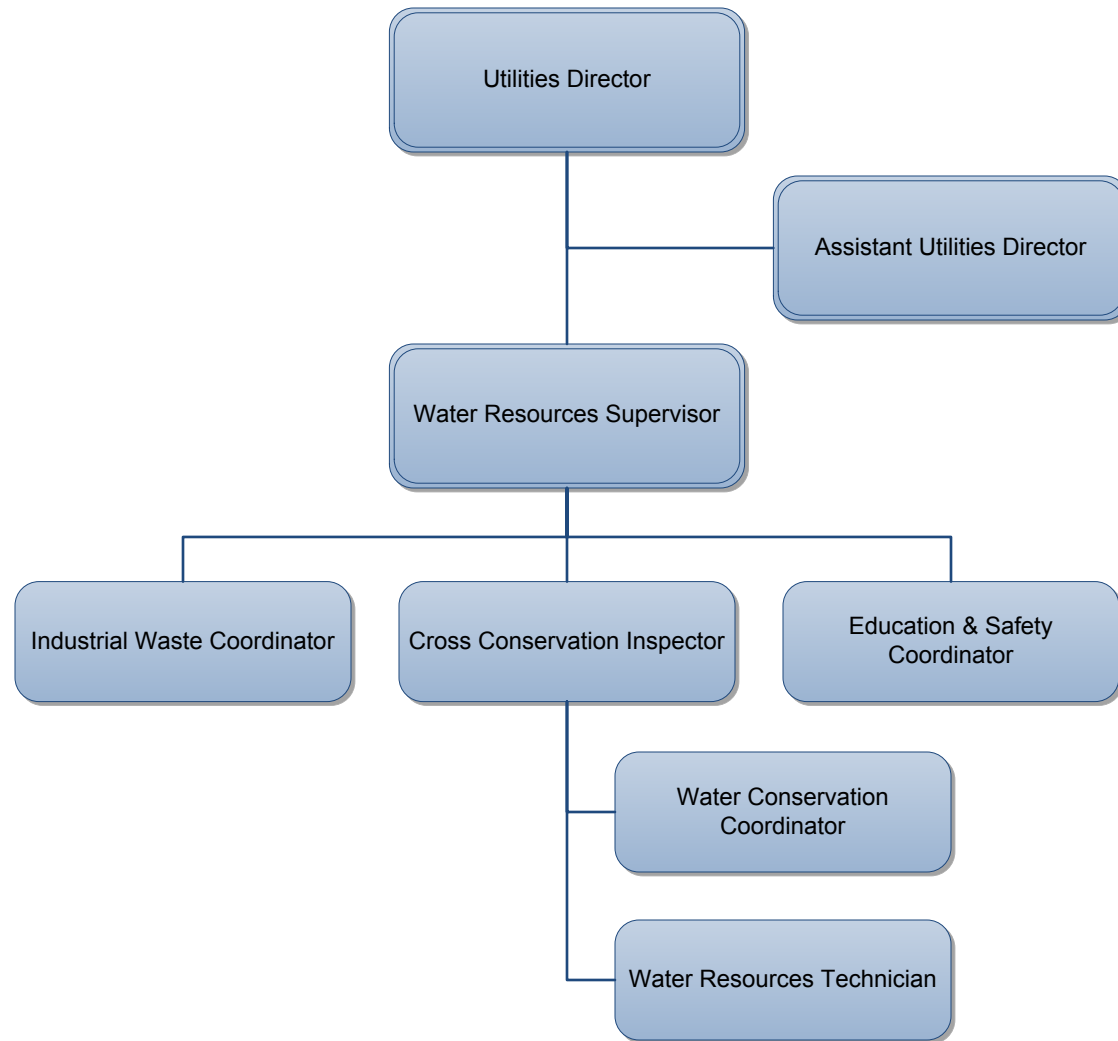 Utilities Director
Assistant Utilities Director
Water Resources Supervisor
Industrial Waste Coordinator
Cross Conservation Inspector
Education & Safety
Coordinator
Water Conservation
Coordinator
Water Resources Technician